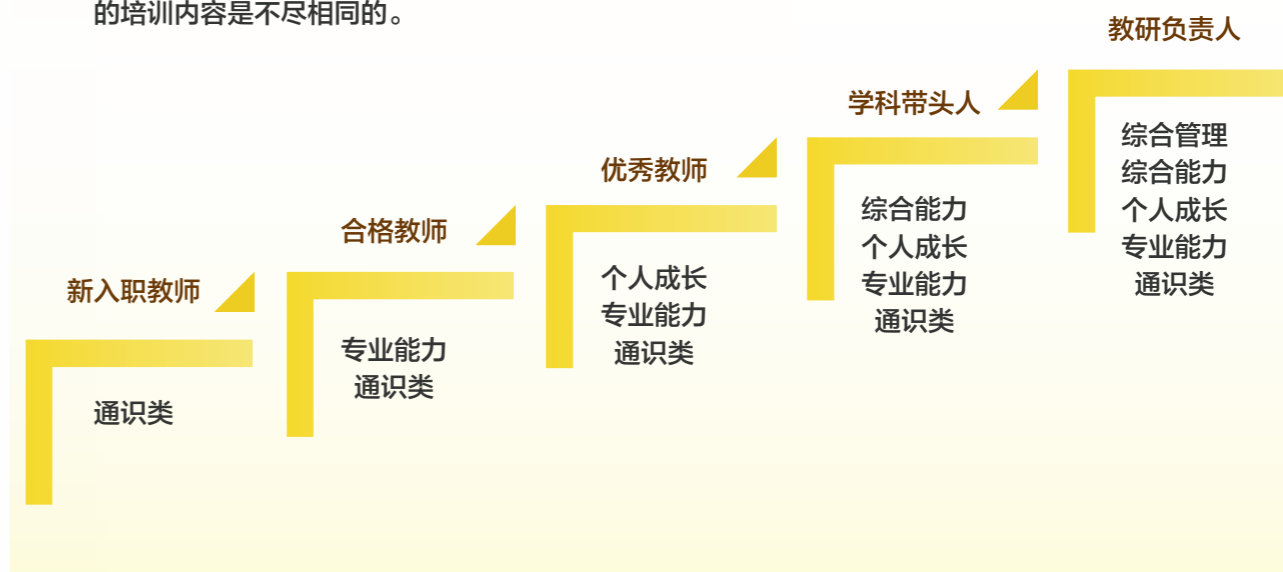 的培训内容是不尽相同的。
新入职教师
通识类
合格教师
专业能力
通识类
优秀教师
个人成长
专业能力
通识类
学科带头人
综合能力
个人成长
专业能力
通识类
教研负责人
综合管理
综合能力
个人成长
专业能力
通识类